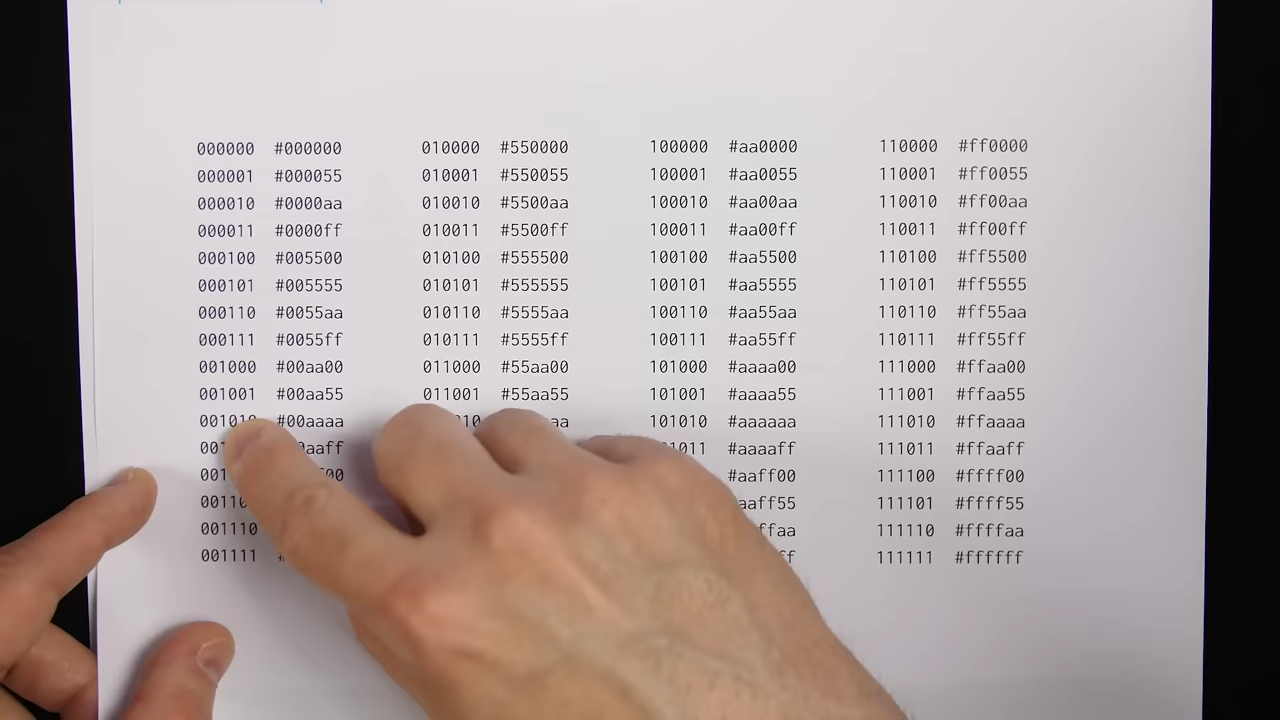 000000 #000000 010000 #550000 100000 #aa0000 110000 #ff0000
000001 #000055 010001 #550055 100001 #aa0055 110001 #ff0055
000010 #0000aa 010010 #5500aa 100010 #aa00aa 110010 #ff00aa
000011 #0000ff 010011 #5500ff 100011 #aa00ff 110011 #ff00ff
000100 #005500 010100 #555500 100100 #aa5500 110100 #ff5500
000101 #005555 010101 #555555 100101 #aa5555 110101 #ff5555
000110 #0055aa 010110 #5555aa 100110 #aa55aa 110110 #ff55aa
000111 #0055ff 010111 #5555ff 100111 #aa55ff 110111 #ff55ff
001000 #00aa00 011000 #55aa00 101000 #aaaa00 111000 #ffaa00
001001 #00aa55 011001 #55aa55 101001 #aaaa55 111001 #ffaa55
001010 #00aaaa 101010 #aaaaaa 111010 #ffaaaa
#aaaaff 111011 #ffaaff
#aaff00 111100 #ffff00
111101 #ffff55
001110 111110 #ffffaa
001111 111111 #ffffff